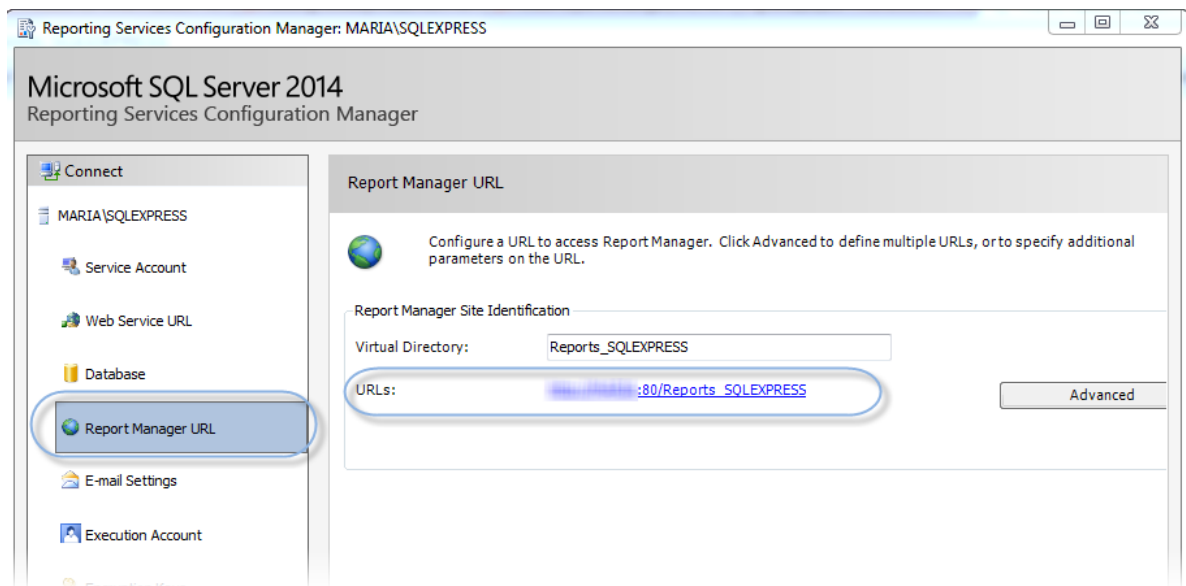 Reporting Services Configuration Manager: MARIA\SQLEXPRESS
Microsoft SQL Server 2014
Reporting Services Configuration Manager
Connect
MARIA\SQLEXPRESS
Service Account
Web Service URL
Database
Report Manager URL
E-mail Settings
Execution Account
Report Manager URL
Configure a URL to access Report Manager. Click Advanced to define multiple URLs, or to specify additional
parameters on the URL.
Report Manager Site Identification
Virtual Directory: Reports_SQLEXPRESS
URLs: :80/Reports_SQLEXPRESS
Advanced